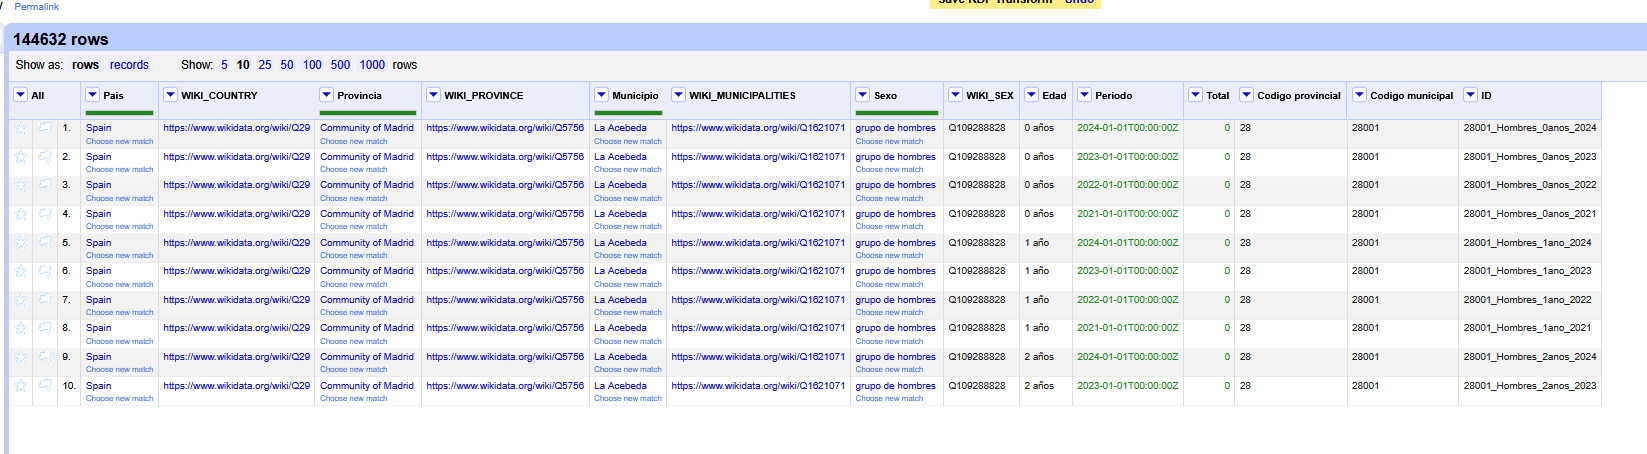 Permalink
Save RDF Transform Undo
144632 rows
Show as: rows records Show: 5 10 25 50 100 500 1000 rows
All Pais WIKI_COUNTRY Provincia WIKI_PROVINCE Municipio WIKI_MUNICIPALITIES Sexo WIKI_SEX Edad Periodo Total Codigo provincial Codigo municipal ID
1. Spain https://www.wikidata.org/wiki/Q29 Community of Madrid https://www.wikidata.org/wiki/Q5756 La Acebeda https://www.wikidata.org/wiki/Q1621071 grupo de hombres Q109288828 0 años 2024-01-01T00:00:00Z 0 28 28001 28001_Hombres_0anos_2024
Choose new match Choose new match Choose new match Choose new match
2. Spain https://www.wikidata.org/wiki/Q29 Community of Madrid https://www.wikidata.org/wiki/Q5756 La Acebeda https://www.wikidata.org/wiki/Q1621071 grupo de hombres Q109288828 0 años 2023-01-01T00:00:00Z 0 28 28001 28001_Hombres_0anos_2023
Choose new match Choose new match Choose new match Choose new match
3. Spain https://www.wikidata.org/wiki/Q29 Community of Madrid https://www.wikidata.org/wiki/Q5756 La Acebeda https://www.wikidata.org/wiki/Q1621071 grupo de hombres Q109288828 0 años 2022-01-01T00:00:00Z 0 28 28001 28001_Hombres_0anos_2022
Choose new match Choose new match Choose new match Choose new match
4. Spain https://www.wikidata.org/wiki/Q29 Community of Madrid https://www.wikidata.org/wiki/Q5756 La Acebeda https://www.wikidata.org/wiki/Q1621071 grupo de hombres Q109288828 0 años 2021-01-01T00:00:00Z 0 28 28001 28001_Hombres_0anos_2021
Choose new match Choose new match Choose new match Choose new match
5. Spain https://www.wikidata.org/wiki/Q29 Community of Madrid https://www.wikidata.org/wiki/Q5756 La Acebeda https://www.wikidata.org/wiki/Q1621071 grupo de hombres Q109288828 1 año 2024-01-01T00:00:00Z 0 28 28001 28001_Hombres_1ano_2024
Choose new match Choose new match Choose new match Choose new match
6. Spain https://www.wikidata.org/wiki/Q29 Community of Madrid https://www.wikidata.org/wiki/Q5756 La Acebeda https://www.wikidata.org/wiki/Q1621071 grupo de hombres Q109288828 1 año 2023-01-01T00:00:00Z 0 28 28001 28001_Hombres_1ano_2023
Choose new match Choose new match Choose new match Choose new match
7. Spain https://www.wikidata.org/wiki/Q29 Community of Madrid https://www.wikidata.org/wiki/Q5756 La Acebeda https://www.wikidata.org/wiki/Q1621071 grupo de hombres Q109288828 1 año 2022-01-01T00:00:00Z 0 28 28001 28001_Hombres_1ano_2022
Choose new match Choose new match Choose new match Choose new match
8. Spain https://www.wikidata.org/wiki/Q29 Community of Madrid https://www.wikidata.org/wiki/Q5756 La Acebeda https://www.wikidata.org/wiki/Q1621071 grupo de hombres Q109288828 1 año 2021-01-01T00:00:00Z 0 28 28001 28001_Hombres_1ano_2021
Choose new match Choose new match Choose new match Choose new match
9. Spain https://www.wikidata.org/wiki/Q29 Community of Madrid https://www.wikidata.org/wiki/Q5756 La Acebeda https://www.wikidata.org/wiki/Q1621071 grupo de hombres Q109288828 2 años 2024-01-01T00:00:00Z 0 28 28001 28001_Hombres_2anos_2024
Choose new match Choose new match Choose new match Choose new match
10. Spain https://www.wikidata.org/wiki/Q29 Community of Madrid https://www.wikidata.org/wiki/Q5756 La Acebeda https://www.wikidata.org/wiki/Q1621071 grupo de hombres Q109288828 2 años 2023-01-01T00:00:00Z 0 28 28001 28001_Hombres_2anos_2023
Choose new match Choose new match Choose new match Choose new match